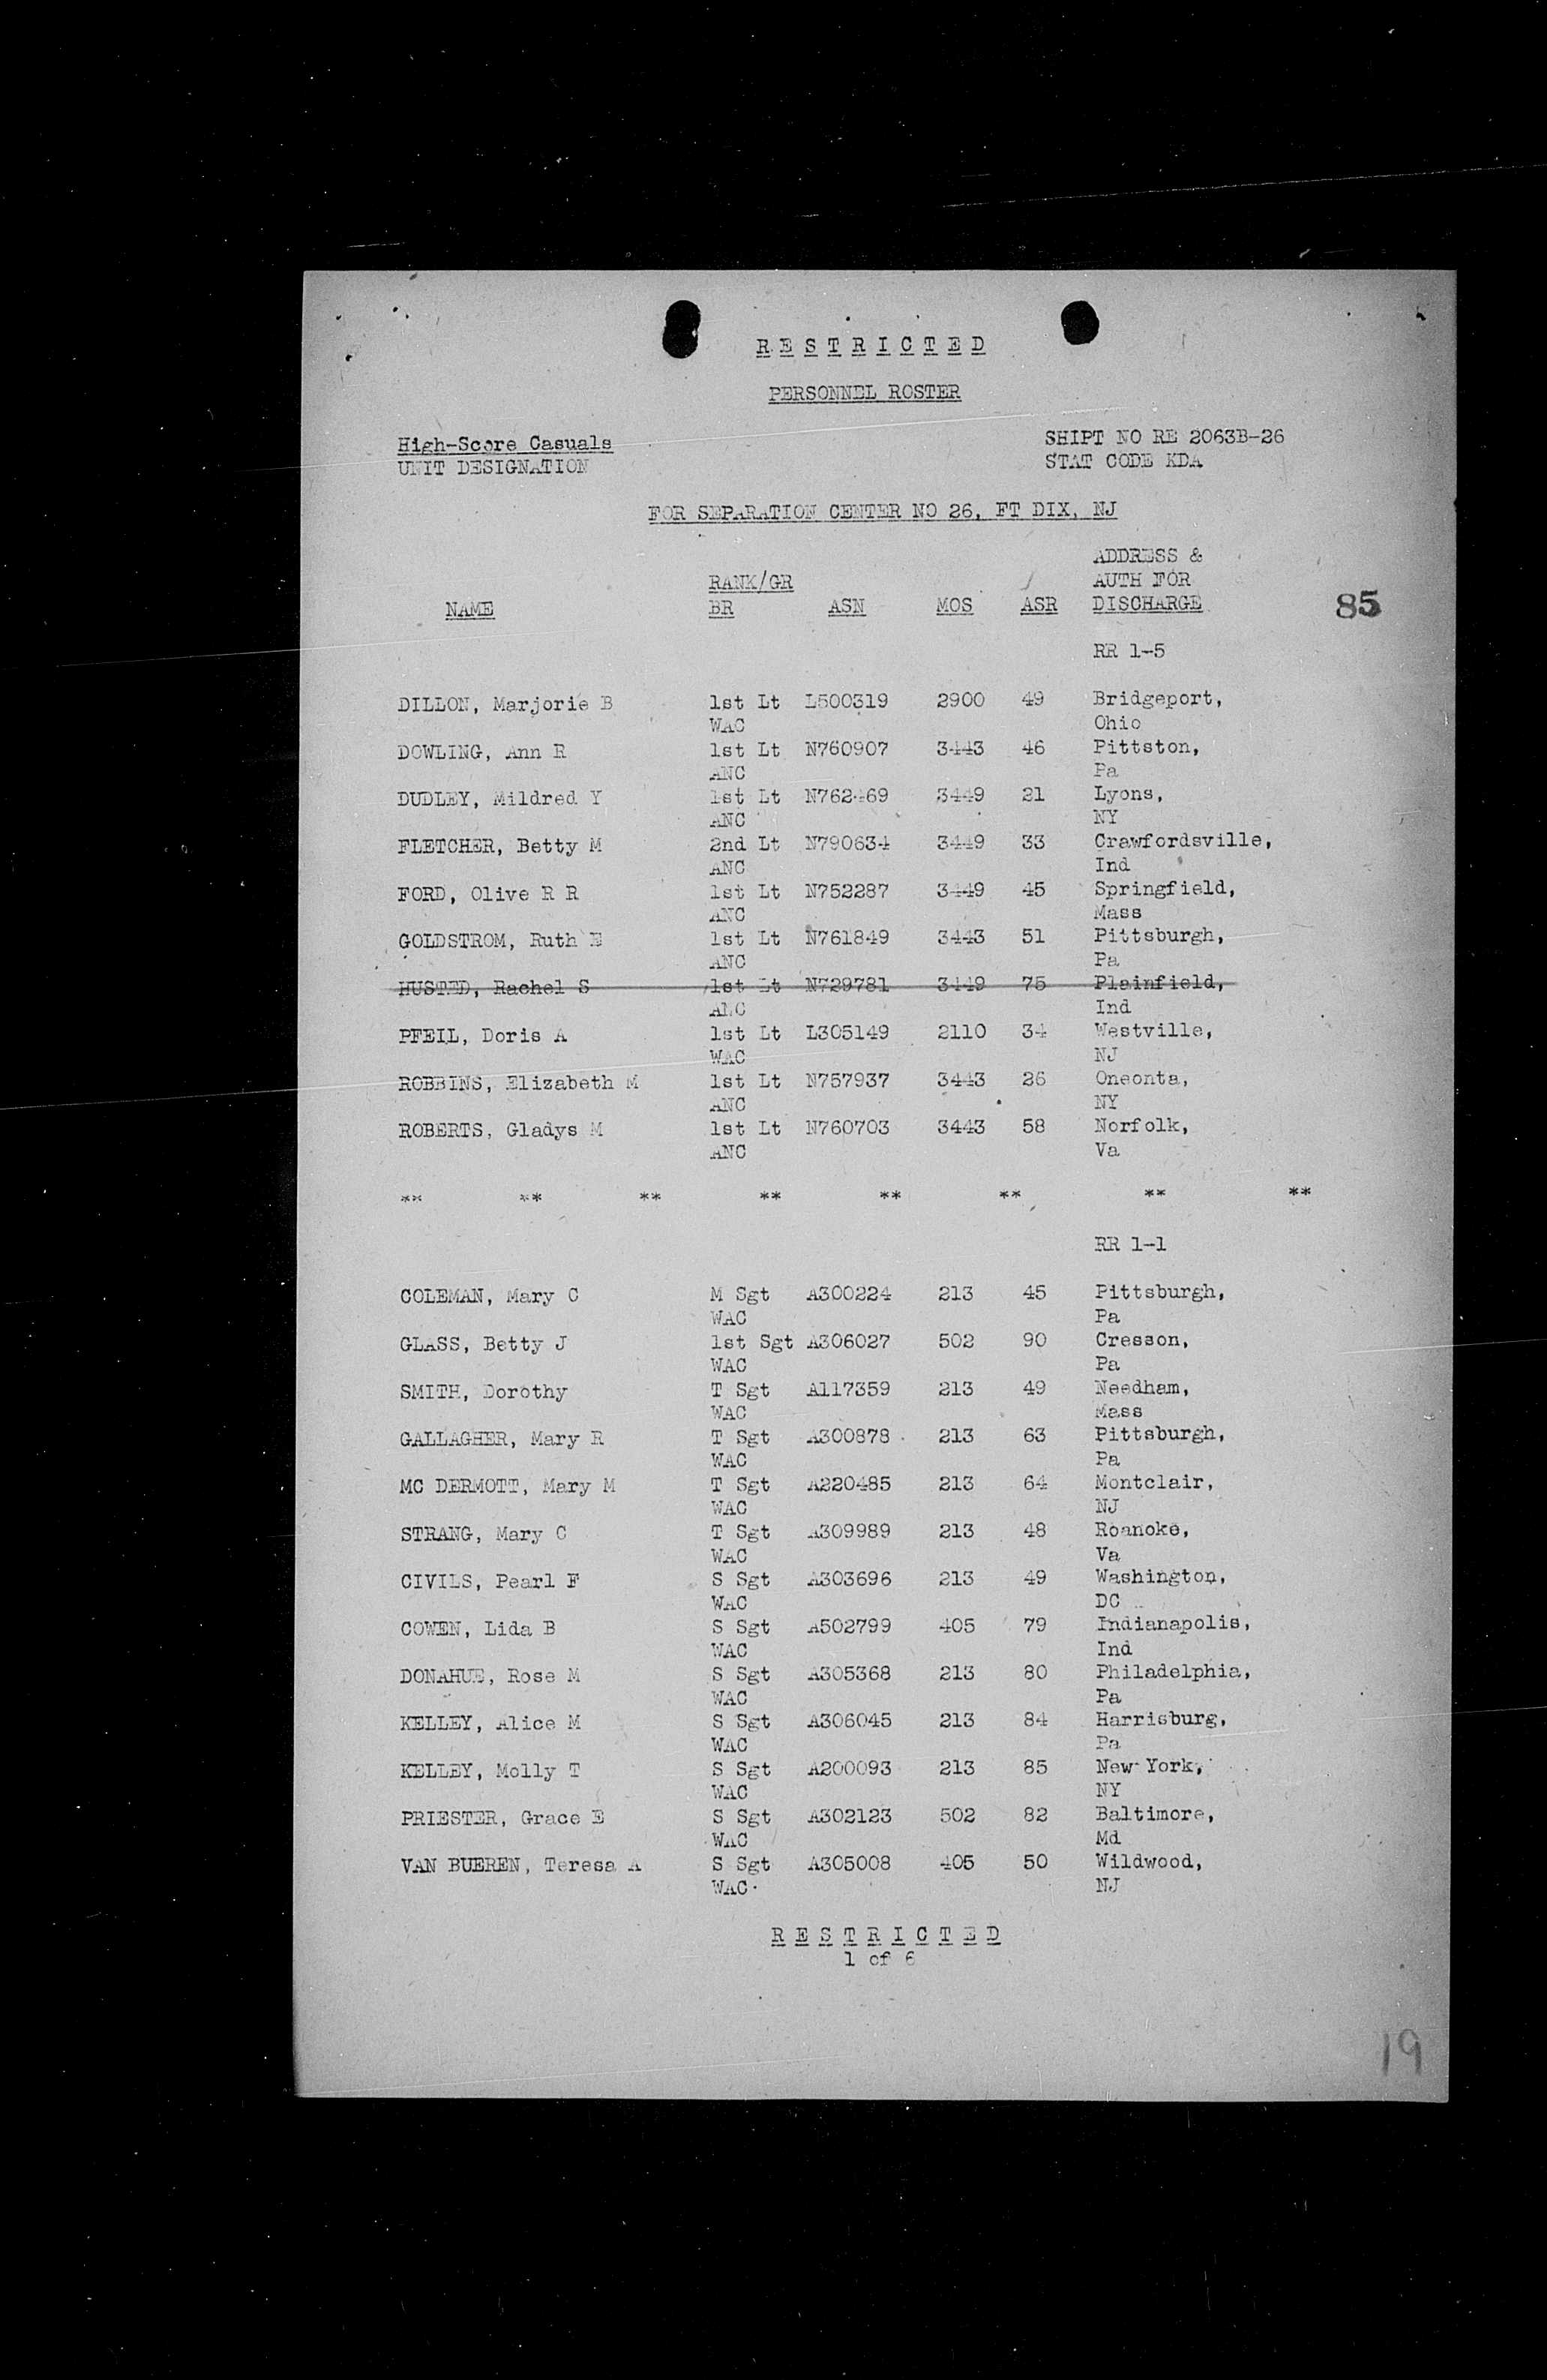 R E S T R I C T E D
PERSONNEL ROSTER
High-Score Casuals SHIPT NO RE 2063B-26
UNIT DESIGNATION STAT CODE KDA
FOR SEPARATION CENTER NO 26, FT DIX, NJ
ADDRESS &
RANK/GR AUTH FOR
NAME BR ASN MOS ASR DISCHARGE 85
RR 1-5
DILLON, Marjorie B 1st Lt L500319 2900 49 Bridgeport,
WAC Ohio
DOWLING, Ann R 1st Lt N760907 3443 46 Pittston,
ANC Pa
DUDLEY, Mildred Y 1st Lt N762469 3449 21 Lyons,
ANC NY
FLETCHER, Betty M 2nd Lt N790634 3449 33 Crawfordsville,
ANC Ind
FORD, Olive R R 1st Lt N752287 3449 45 Springfield,
ANC Mass
GOLDSTROM, Ruth E 1st Lt N761849 3443 51 Pittsburgh,
ANC Pa
HUSTED, Rachel S 1st Lt N729781 3449 75 Plainfield,
ANC Ind
PFEIL, Doris A 1st Lt L305149 2110 34 Westville,
WAC NJ
ROBBINS, Elizabeth M 1st Lt N757937 3443 26 Oneonta,
ANC NY
ROBERTS, Gladys M 1st Lt N760703 3443 58 Norfolk,
ANC Va
** ** ** ** ** ** ** **
RR 1-1
COLEMAN, Mary C M Sgt A300224 213 45 Pittsburgh,
WAC Pa
GLASS, Betty J 1st Sgt A306027 502 90 Cresson,
WAC Pa
SMITH, Dorothy T Sgt A117359 213 49 Needham,
WAC Mass
GALLAGHER, Mary R T Sgt A300878 213 63 Pittsburgh,
WAC Pa
MC DERMOTT, Mary M T Sgt A220485 213 64 Montclair,
WAC NJ
STRANG, Mary C T Sgt A309989 213 48 Roanoke,
WAC Va
CIVILS, Pearl F S Sgt A303696 213 49 Washington,
WAC DC
COWEN, Lida B S Sgt A502799 405 79 Indianapolis,
WAC Ind
DONAHUE, Rose M S Sgt A305368 213 80 Philadelphia,
WAC Pa
KELLEY, Alice M S Sgt A306045 213 84 Harrisburg,
WAC Pa
KELLEY, Molly T S Sgt A200093 213 85 New York,
WAC NY
PRIESTER, Grace E S Sgt A302123 502 82 Baltimore,
WAC Md
VAN BUEREN, Teresa A S Sgt A305008 405 50 Wildwood,
WAC NJ
R E S T R I C T E D
1 of 6
19